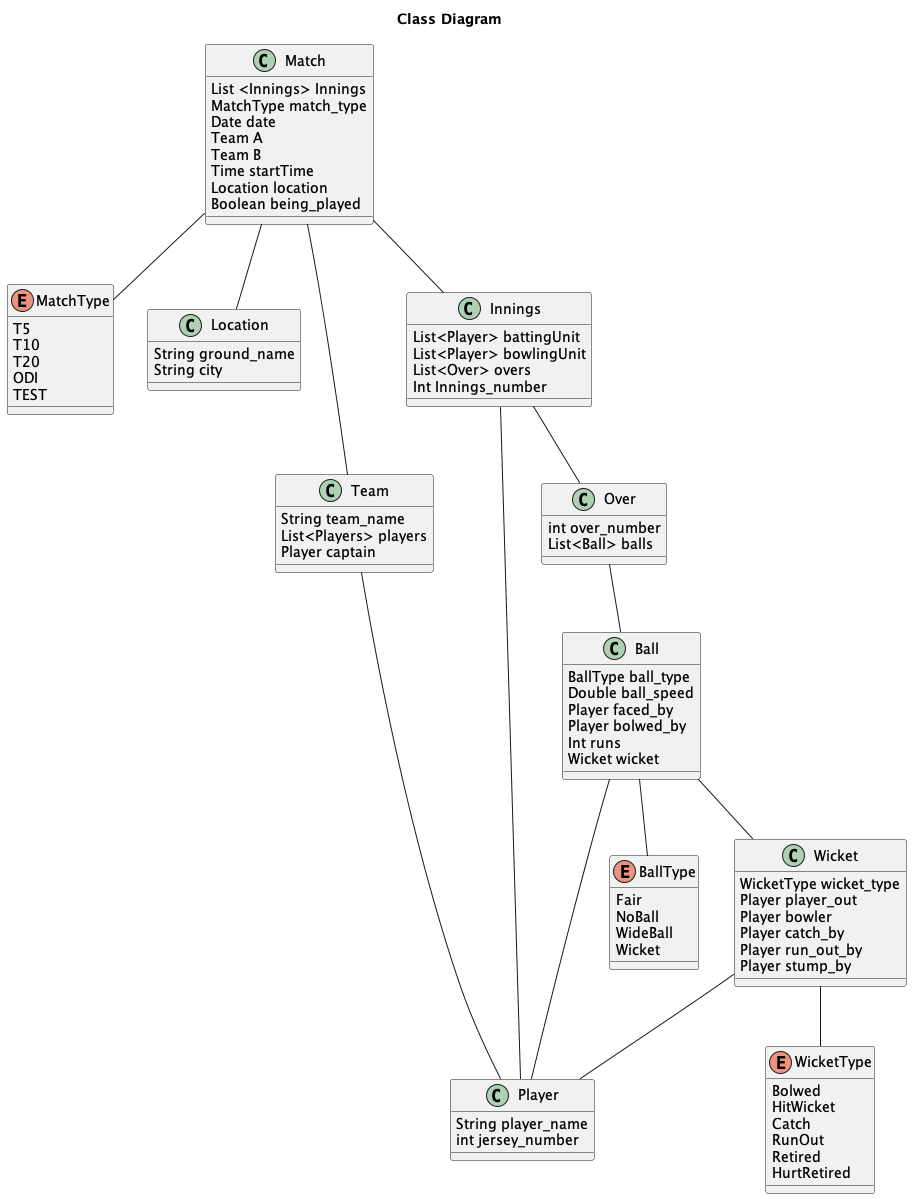 Class Diagram
C Match
List <Innings> Innings
MatchType match_type
Date date
Team A
Team B
Time startTime
Location location
Boolean being_played
E MatchType
T5
T10
T20
ODI
TEST
C Location
String ground_name
String city
C Innings
List<Player> battingUnit
List<Player> bowlingUnit
List<Over> overs
Int Innings_number
C Team
String team_name
List<Players> players
Player captain
C Over
int over_number
List<Ball> balls
C Ball
BallType ball_type
Double ball_speed
Player faced_by
Player bolwed_by
Int runs
Wicket wicket
E BallType
Fair
NoBall
WideBall
Wicket
C Wicket
WicketType wicket_type
Player player_out
Player bowler
Player catch_by
Player run_out_by
Player stump_by
C Player
String player_name
int jersey_number
E WicketType
Bolwed
HitWicket
Catch
RunOut
Retired
HurtRetired